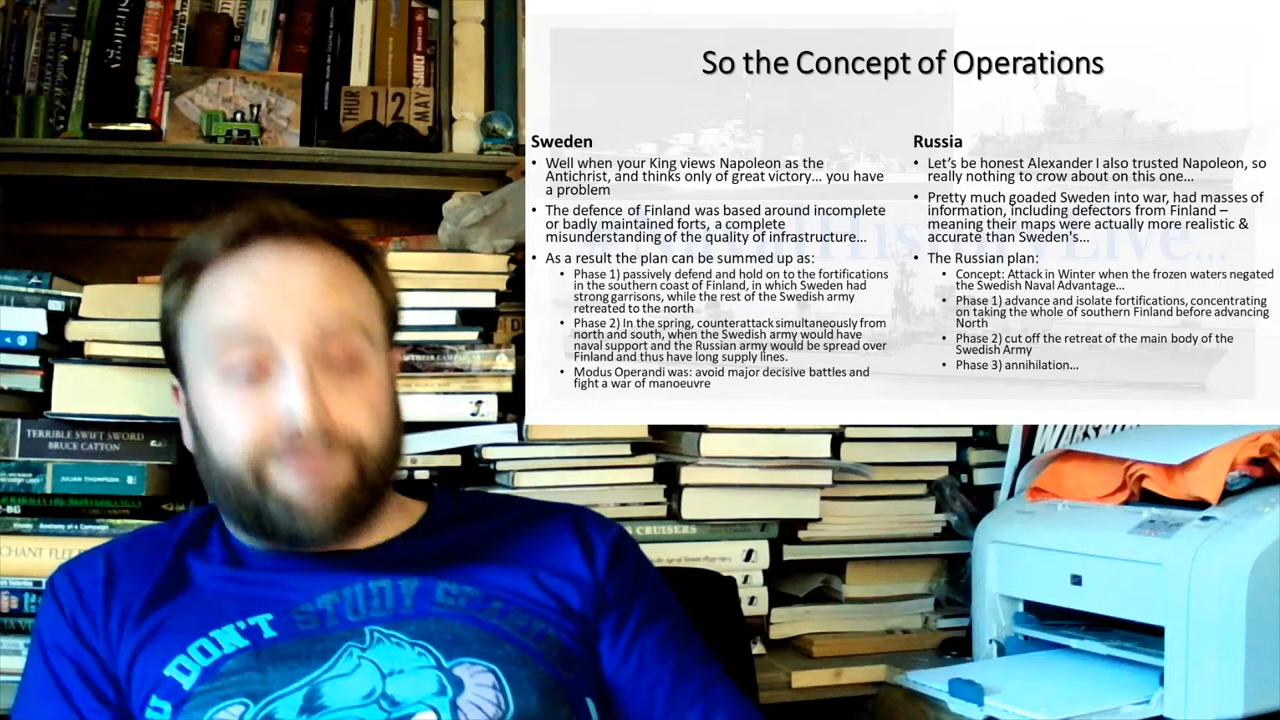 Strategy
SAULT
THUR 12 MAY
So the Concept of Operations
Sweden
• Well when your King views Napoleon as the
Antichrist, and thinks only of great victory... you have
a problem
• The defence of Finland was based around incomplete
or badly maintained forts, a complete
misunderstanding of the quality of infrastructure...
• As a result the plan can be summed up as:
• Phase 1) passively defend and hold on to the fortifications
in the southern coast of Finland, in which Sweden had
strong garrisons, while the rest of the Swedish army
retreated to the north
• Phase 2) In the spring, counterattack simultaneously from
north and south, when the Swedish army would have
naval support and the Russian army would be spread over
Finland and thus have long supply lines.
• Modus Operandi was: avoid major decisive battles and
fight a war of manoeuvre
Russia
• Let's be honest Alexander I also trusted Napoleon, so
really nothing to crow about on this one...
• Pretty much goaded Sweden into war, had masses of
information, including defectors from Finland –
meaning their maps were actually more realistic &
accurate than Sweden's...
• The Russian plan:
• Concept: Attack in Winter when the frozen waters negated
the Swedish Naval Advantage...
• Phase 1) advance and isolate fortifications, concentrating
on taking the whole of southern Finland before advancing
North
• Phase 2) cut off the retreat of the main body of the
Swedish Army
• Phase 3) annihilation...
TERRIBLE SWIFT SWORD
BRUCE CATTON
JULIAN THOMPSON
CHANT FLEE
CRUISERS
DON'T STUDY